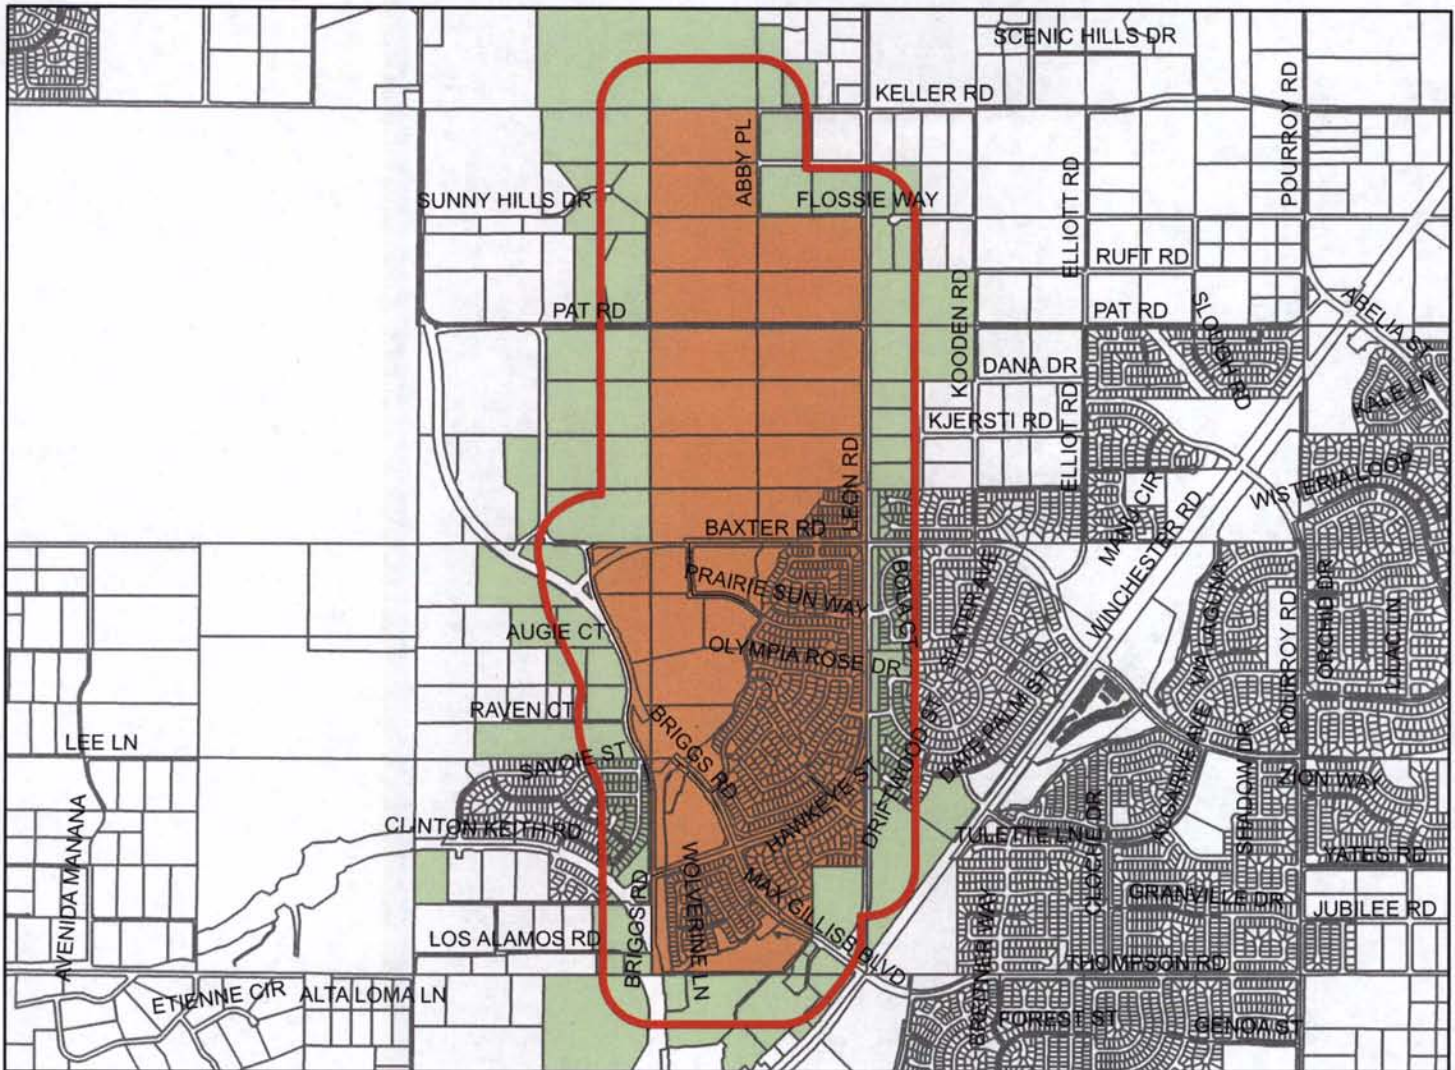 SCENIC HILLS DR
KELLER RD
POURROY RD
ABBY PL
SUNNY HILLS DR
FLOSSIE WAY
ELLIOTT RD
RUFT RD
KOODEN RD
PAT RD
PAT RD
SLOUGH RD
ABELIA ST
DANA DR
KALE LN
KJERSTI RD
ELLIOT RD
LEON RD
WISTERIA LOOP
MANU CIR
BAXTER RD
WINCHESTER RD
PRAIRIE SUN WAY
BOLA CT
SLATER AVE
VIA LAGUNA
ORCHID DR
LILAC LN
AUGIE CT
OLYMPIA ROSE DR
POURROY RD
RAVEN CT
DATE PALM ST
BRIGGS RD
LEE LN
SAVOIE ST
DRIFTWOOD ST
ALGARVE AVE
SHADOW DR
ZION WAY
HAWKEYE ST
CLINTON KEITH RD
TULETTE LN
CLOCHE DR
YATES RD
AVENIDA MANANA
WOLVERINE LN
MAX GILLISS BLVD
GRANVILLE DR
JUBILEE RD
BRIGGS RD
LOS ALAMOS RD
BRENNER WAY
THOMPSON RD
ETIENNE CIR
ALTA LOMA LN
FOREST ST
GENOA ST